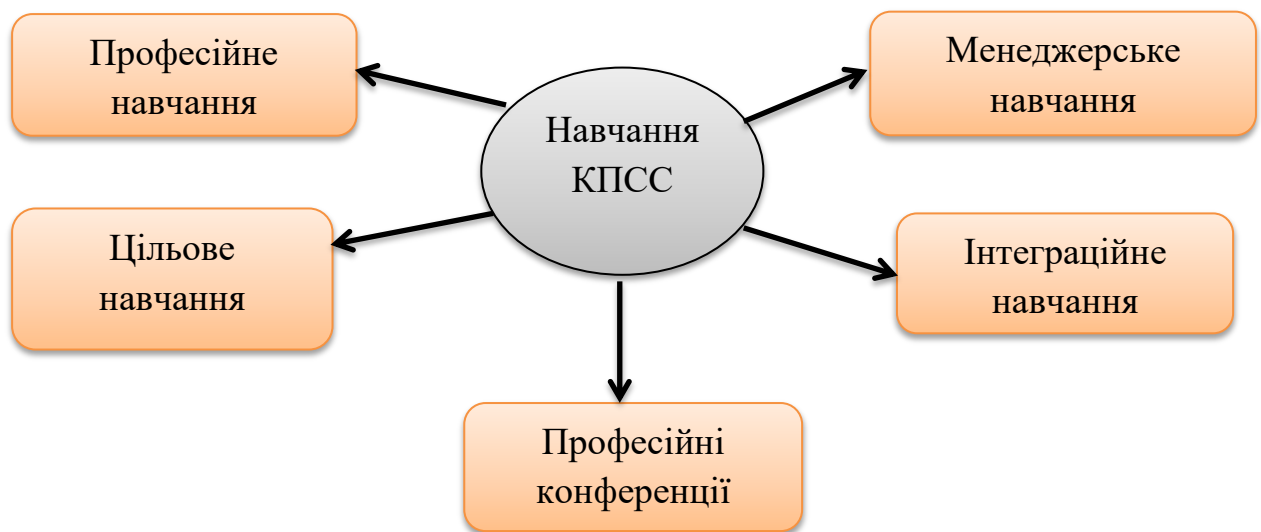 Професійне
навчання
Менеджерське
навчання
Навчання
КПСС
Цільове
навчання
Інтеграційне
навчання
Професійні
конференції